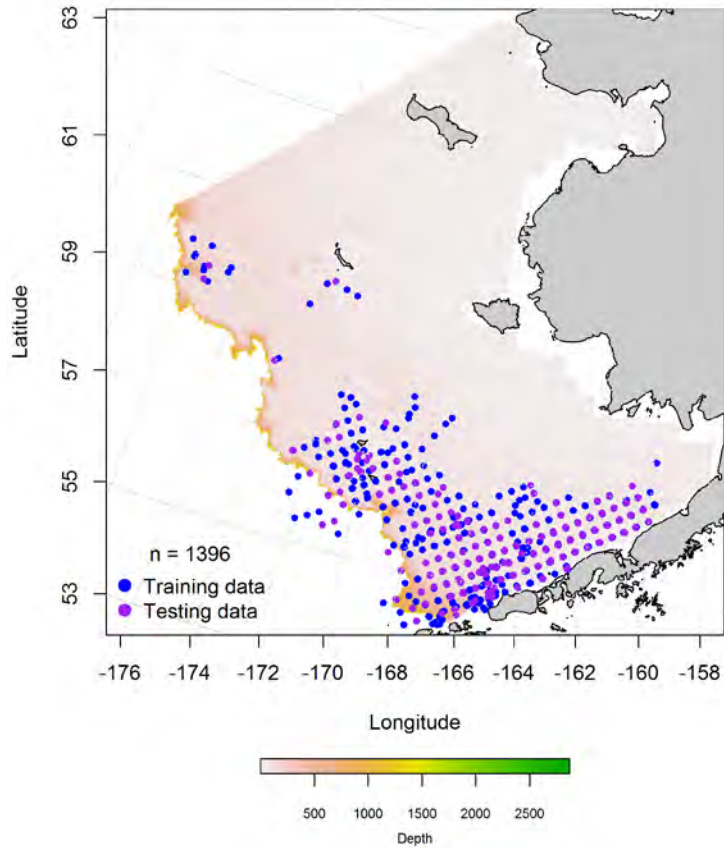 63
61
59
57
55
53
Latitude
n = 1396
Training data
Testing data
-176 -174 -172 -170 -168 -166 -164 -162 -160 -158
Longitude
500 1000 1500 2000 2500
Depth